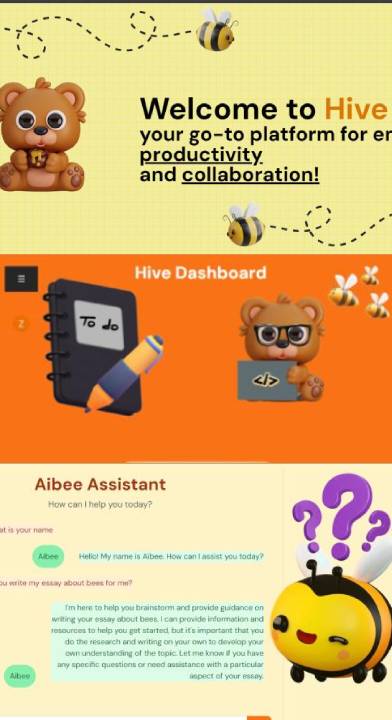 Welcome to Hive
your go-to platform for
productivity
and collaboration!
Hive Dashboard
To do
Z
</>
Aibee Assistant
How can I help you today?
is your name
Aibee
Hello! My name is Aibee. How can I assist you today?
you write my essay about bees for me?
I'm here to help you brainstorm and provide guidance on
writing your essay about bees. I can provide information and
resources to help you get started, but it's important that you
do the research and writing on your own to develop your
own understanding of the topic. Let me know if you have
any specific questions or need assistance with a particular
aspect of your essay.
Aibee